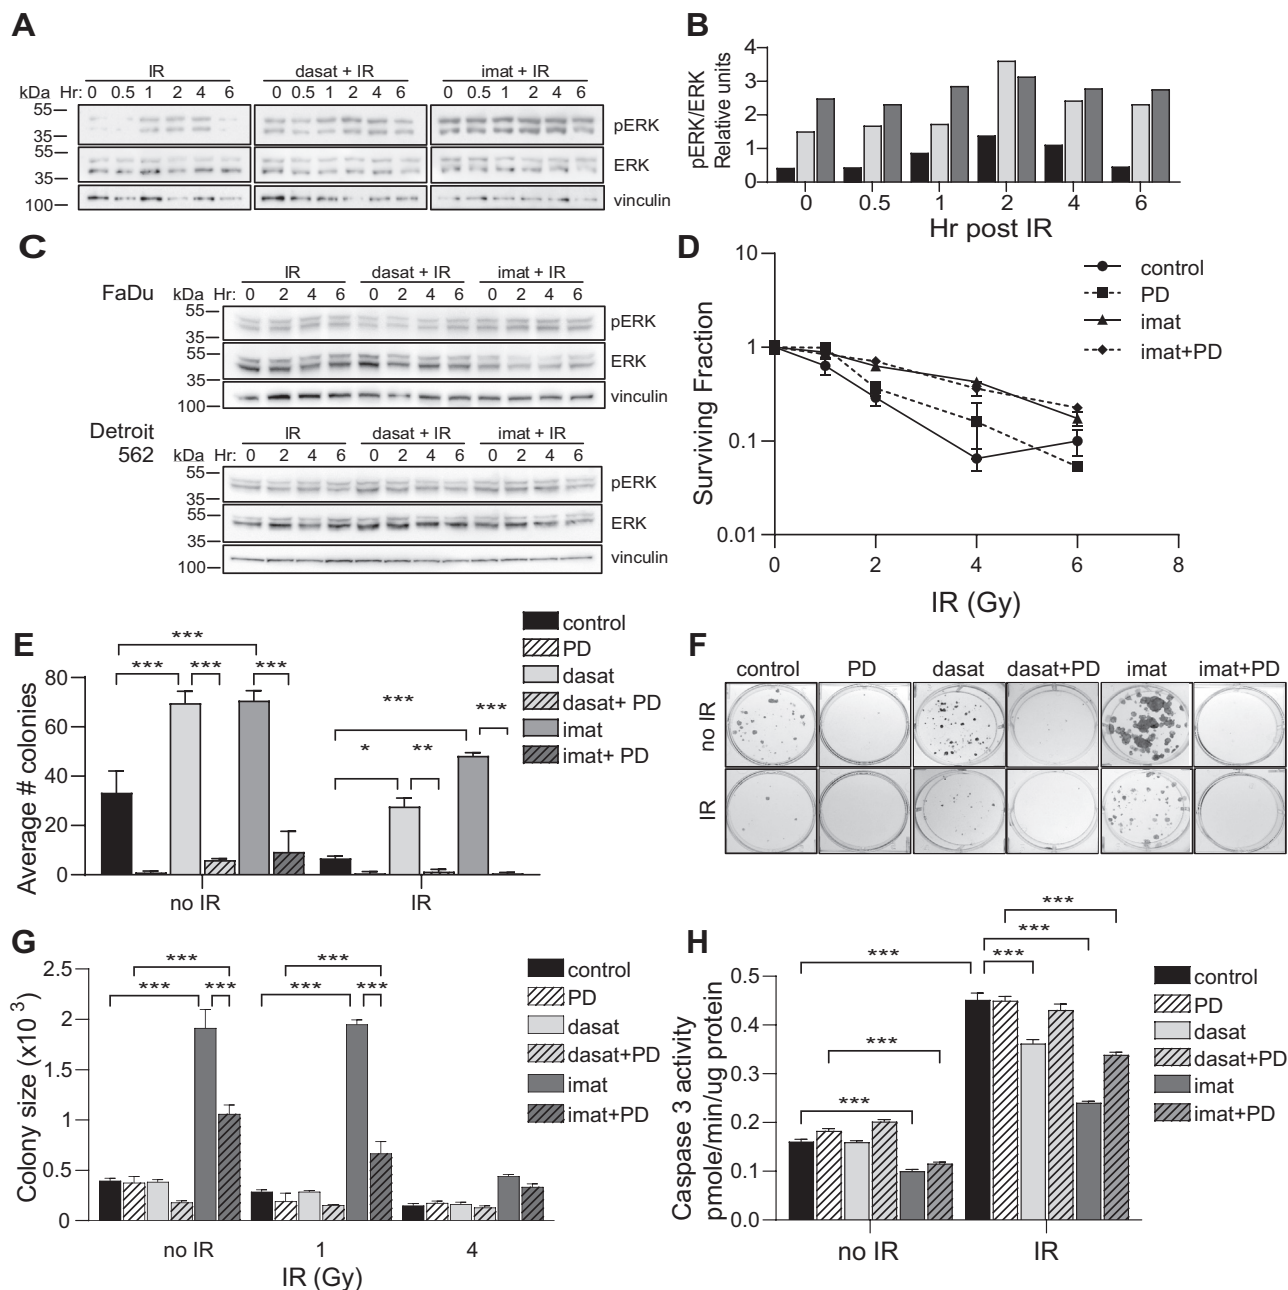 A
IR dasat + IR imat + IR
kDa Hr: 0 0.5 1 2 4 6 0 0.5 1 2 4 6 0 0.5 1 2 4 6
55
35
pERK
55
35
ERK
100
vinculin
B
pERK/ERK
Relative units
4
3
2
1
0
0 0.5 1 2 4 6
Hr post IR
C
FaDu
IR dasat + IR imat + IR
kDa Hr: 0 2 4 6 0 2 4 6 0 2 4 6
55
35
pERK
55
35
ERK
100
vinculin
Detroit
562
IR dasat + IR imat + IR
kDa Hr: 0 2 4 6 0 2 4 6 0 2 4 6
55
35
pERK
55
35
ERK
100
vinculin
D
Surviving Fraction
10
1
0.1
0.01
0 2 4 6 8
IR (Gy)
control
PD
imat
imat+PD
E
Average # colonies
80
60
40
20
0
*** *** *** ***
*** * ** ***
no IR IR
control
PD
dasat
dasat+ PD
imat
imat+ PD
F
control PD dasat dasat+PD imat imat+PD
no IR
IR
G
Colony size (x10 3)
2.5
2
1.5
1
0.5
0
*** *** ***
*** *** ***
no IR 1 4
IR (Gy)
control
PD
dasat
dasat+PD
imat
imat+PD
H
Caspase 3 activity
pmole/min/ug protein
0.5
0.4
0.3
0.2
0.1
0.0
*** *** ***
*** *** ***
no IR IR
control
PD
dasat
dasat+PD
imat
imat+PD